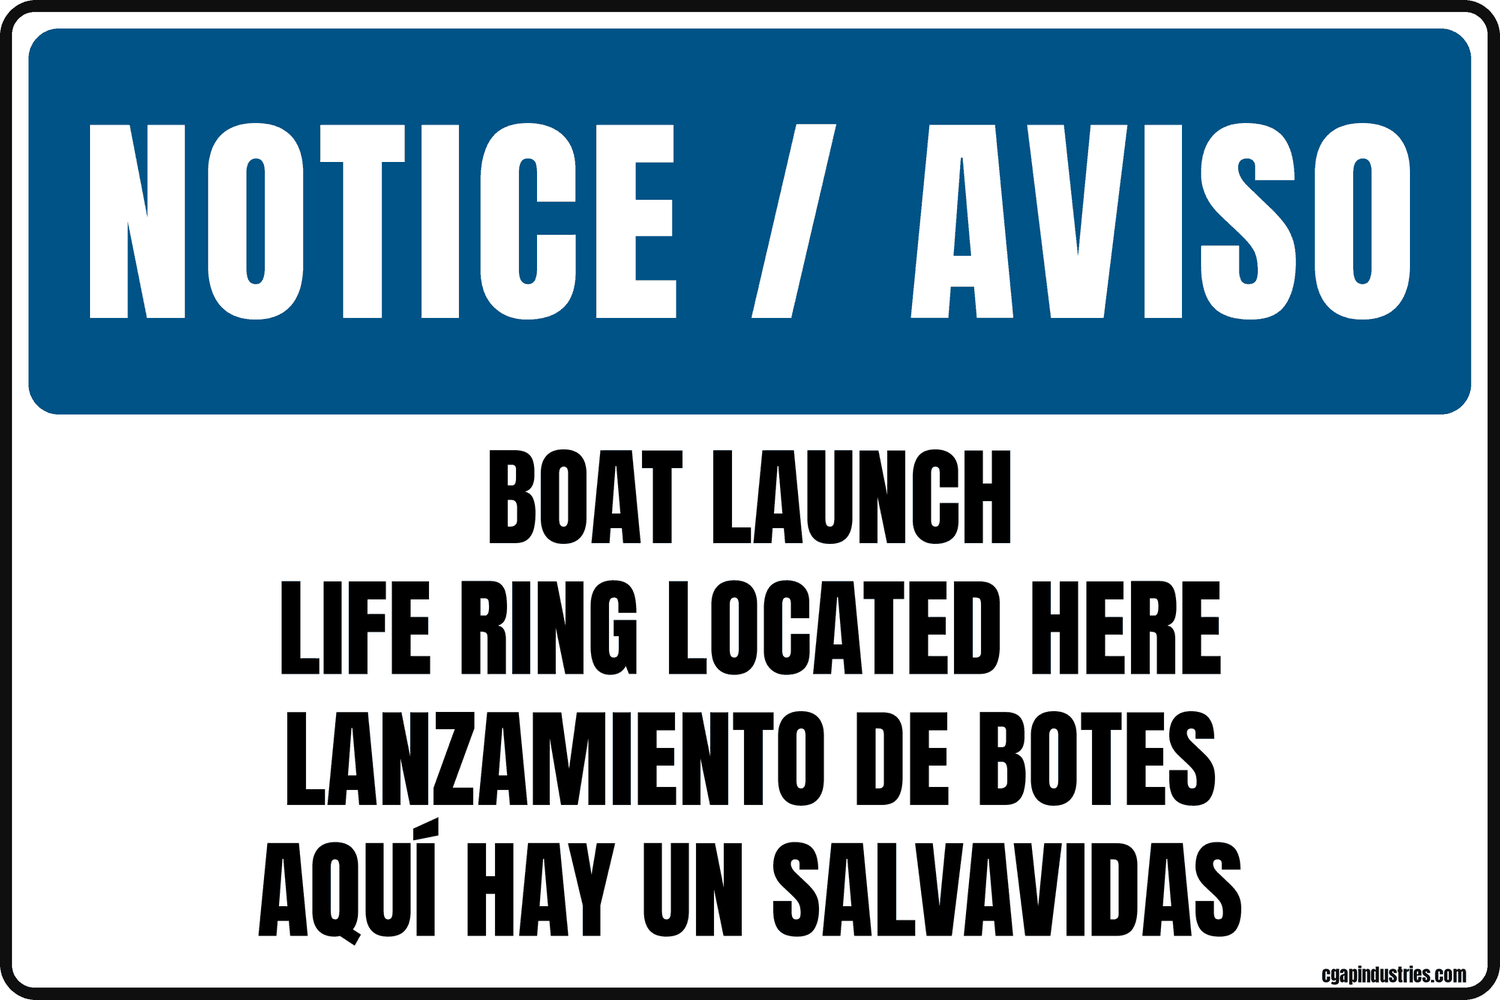 NOTICE / AVISO
BOAT LAUNCH
LIFE RING LOCATED HERE
LANZAMIENTO DE BOTES
AQUÍ HAY UN SALVAVIDAS
cgapindustries.com